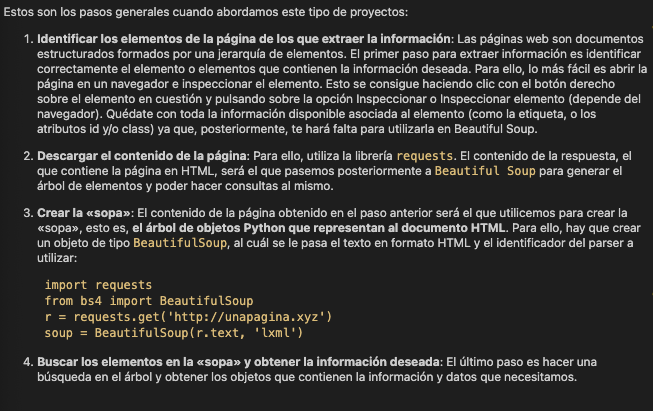 Estos son los pasos generales cuando abordamos este tipo de proyectos:
1. Identificar los elementos de la página de los que extraer la información: Las páginas web son documentos
estructurados formados por una jerarquía de elementos. El primer paso para extraer información es identificar
correctamente el elemento o elementos que contienen la información deseada. Para ello, lo más fácil es abrir la
página en un navegador e inspeccionar el elemento. Esto se consigue haciendo clic con el botón derecho
sobre el elemento en cuestión y pulsando sobre la opción Inspeccionar o Inspeccionar elemento (depende del
navegador). Quédate con toda la información disponible asociada al elemento (como la etiqueta, o los
atributos id y/o class) ya que, posteriormente, te hará falta para utilizarla en Beautiful Soup.
2. Descargar el contenido de la página: Para ello, utiliza la librería requests. El contenido de la respuesta, el
que contiene la página en HTML, será el que pasemos posteriormente a Beautiful Soup para generar el
árbol de elementos y poder hacer consultas al mismo.
3. Crear la «sopa»: El contenido de la página obtenido en el paso anterior será el que utilicemos para crear la
«sopa», esto es, el árbol de objetos Python que representan al documento HTML. Para ello, hay que crear
un objeto de tipo BeautifulSoup, al cuál se le pasa el texto en formato HTML y el identificador del parser a
utilizar:
import requests
from bs4 import BeautifulSoup
r = requests.get('http://unapagina.xyz')
soup = BeautifulSoup(r.text, 'lxml')
4. Buscar los elementos en la «sopa» y obtener la información deseada: El último paso es hacer una
búsqueda en el árbol y obtener los objetos que contienen la información y datos que necesitamos.